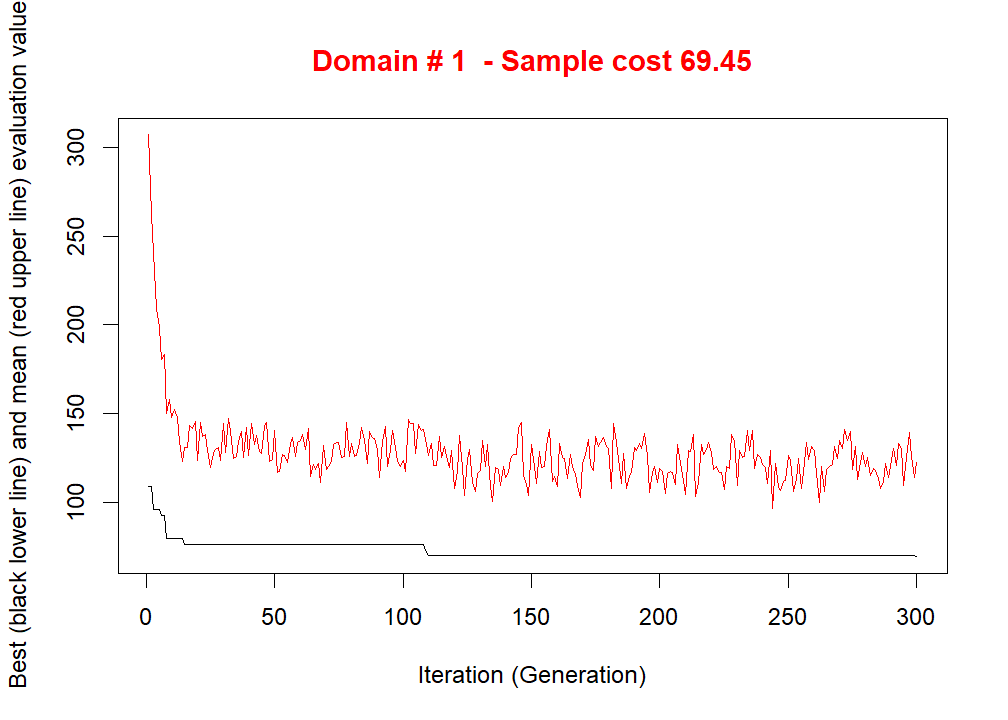 Domain # 1  - Sample cost 69.45
Best (black lower line) and mean (red upper line) evaluation value
300
250
200
150
100
0 50 100 150 200 250 300
Iteration (Generation)